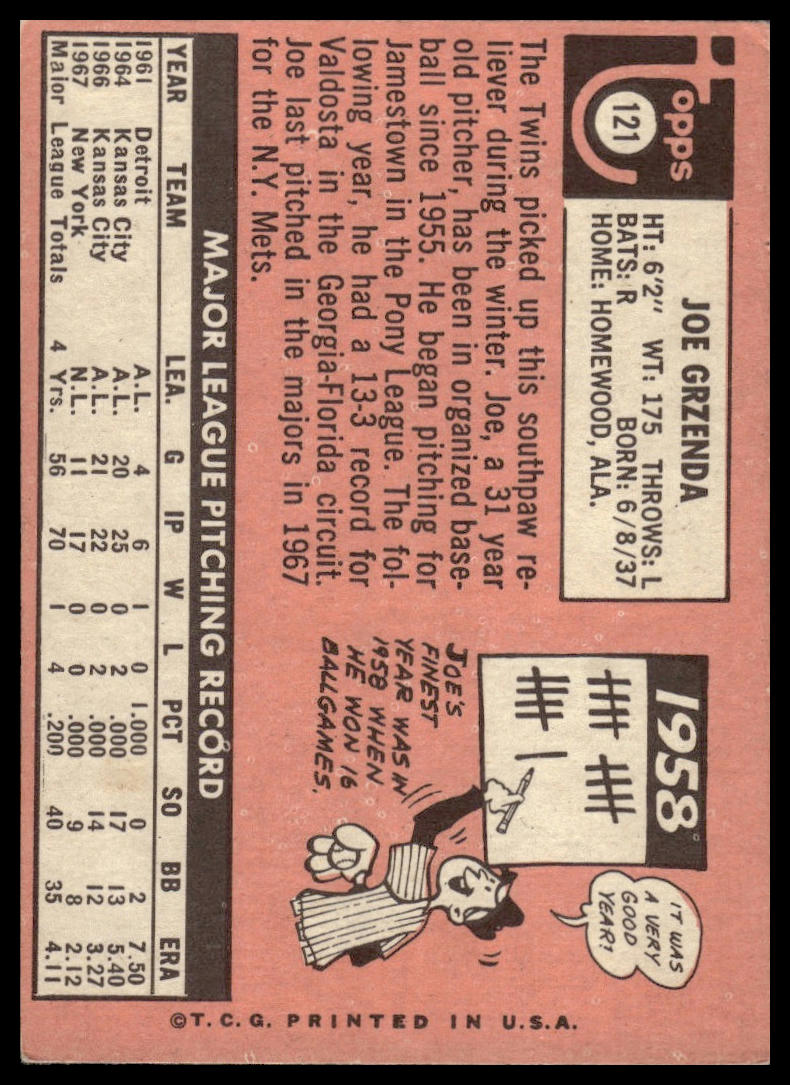 Topps
121
JOE GRZENDA
HT: 6'2" WT: 175 THROWS: L
BATS: R BORN: 6/8/37
HOME: HOMEWOOD, ALA.
The Twins picked up this southpaw re-
liever during the winter. Joe, a 31 year
old pitcher, has been in organized base-
ball since 1955. He began pitching for
Jamestown in the Pony League. The fol-
lowing year, he had a 13-3 record for
Valdosta in the Georgia-Florida circuit.
Joe last pitched in the majors in 1967
for the N.Y. Mets.
1958
IT WAS
A VERY
GOOD
YEAR!
JOE'S
FINEST
YEAR WAS IN
1958 WHEN
HE WON 16
BALLGAMES.
MAJOR LEAGUE PITCHING RECORD
YEAR TEAM LEA. G IP W L PCT SO BB ERA
1961 Detroit A.L. 4 6 1 0 1.000 0 2 7.50
1964 Kansas City A.L. 20 25 0 2 .000 17 13 5.40
1966 Kansas City A.L. 21 22 0 2 .000 14 12 3.27
1967 New York N.L. 11 17 0 0 .000 9 8 2.12
Major League Totals 4 Yrs. 56 70 1 4 .200 40 35 4.11
©T.C.G. PRINTED IN U.S.A.